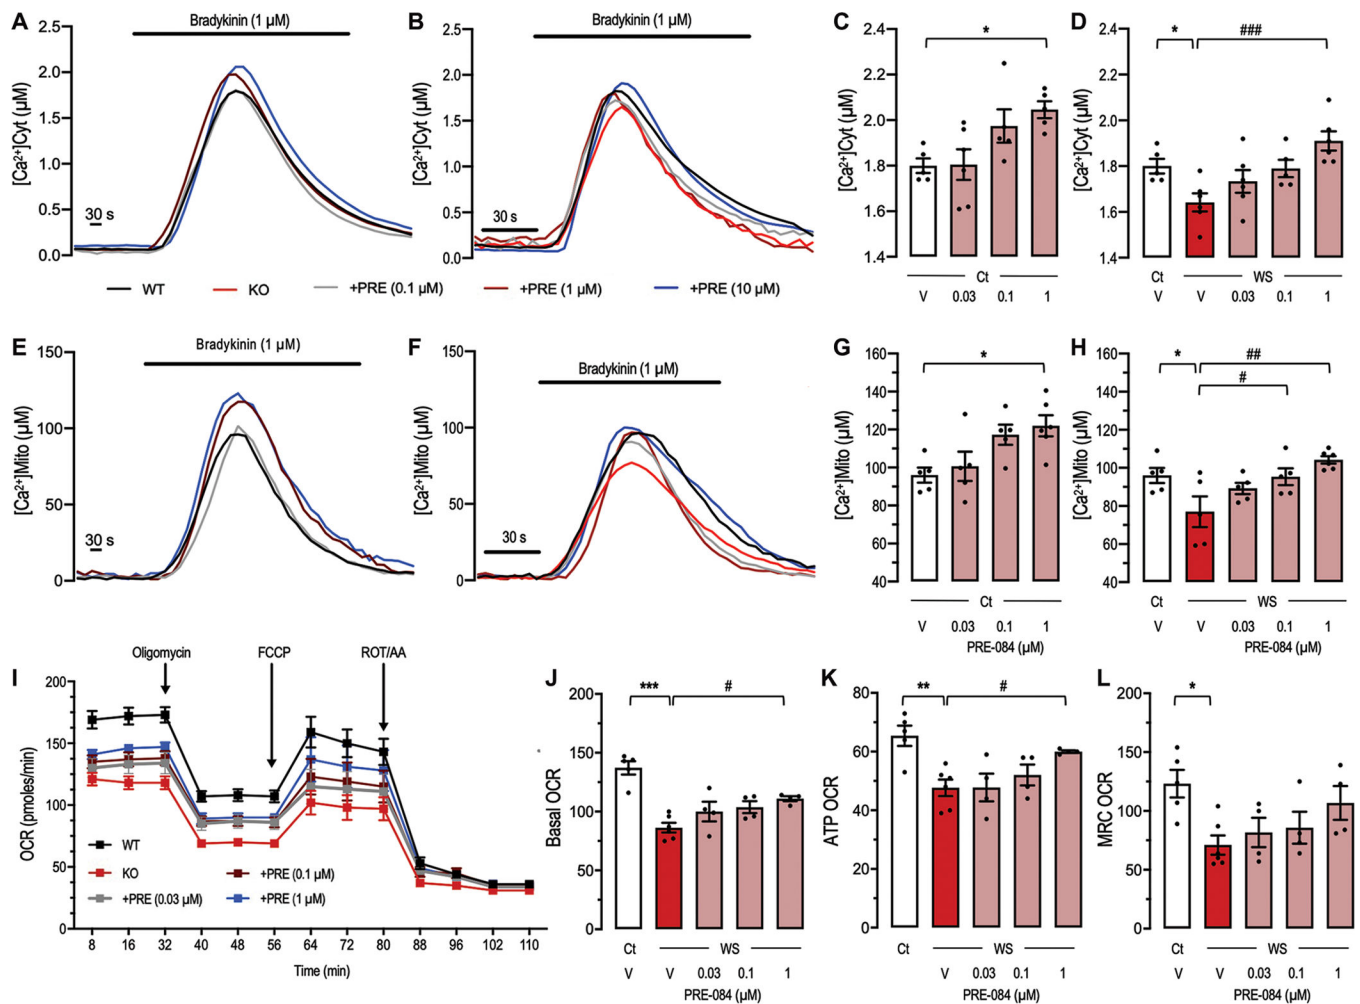 A
Bradykinin (1 µM)
[Ca²⁺]Cyt (µM)
2.5
2.0
1.5
1.0
0.5
0.0
30 s
B
Bradykinin (1 µM)
[Ca²⁺]Cyt (µM)
2.5
2.0
1.5
1.0
0.5
0.0
30 s
WT
KO
+PRE (0.1 µM)
+PRE (1 µM)
+PRE (10 µM)
C
[Ca²⁺]Cyt (µM)
2.4
2.2
2.0
1.8
1.6
1.4
*
Ct
V 0.03 0.1 1
D
[Ca²⁺]Cyt (µM)
2.4
2.2
2.0
1.8
1.6
1.4
* ###
Ct WS
V V 0.03 0.1 1
E
Bradykinin (1 µM)
[Ca²⁺]Mito (µM)
150
100
50
0
30 s
F
Bradykinin (1 µM)
[Ca²⁺]Mito (µM)
150
100
50
0
30 s
G
[Ca²⁺]Mito (µM)
160
140
120
100
80
60
40
*
Ct
V 0.03 0.1 1
PRE-084 (µM)
H
[Ca²⁺]Mito (µM)
160
140
120
100
80
60
40
* ##
#
Ct WS
V V 0.03 0.1 1
PRE-084 (µM)
I
Oligomycin FCCP ROT/AA
OCR (pmoles/min)
200
150
100
50
0
WT
KO
+PRE (0.03 µM)
+PRE (0.1 µM)
+PRE (1 µM)
8 16 32 40 48 56 64 72 80 88 96 102 110
Time (min)
J
Basal OCR
200
150
100
50
0
*** #
Ct WS
V V 0.03 0.1 1
PRE-084 (µM)
K
ATP OCR
80
60
40
20
0
** #
Ct WS
V V 0.03 0.1 1
PRE-084 (µM)
L
MRC OCR
200
150
100
50
0
*
Ct WS
V V 0.03 0.1 1
PRE-084 (µM)